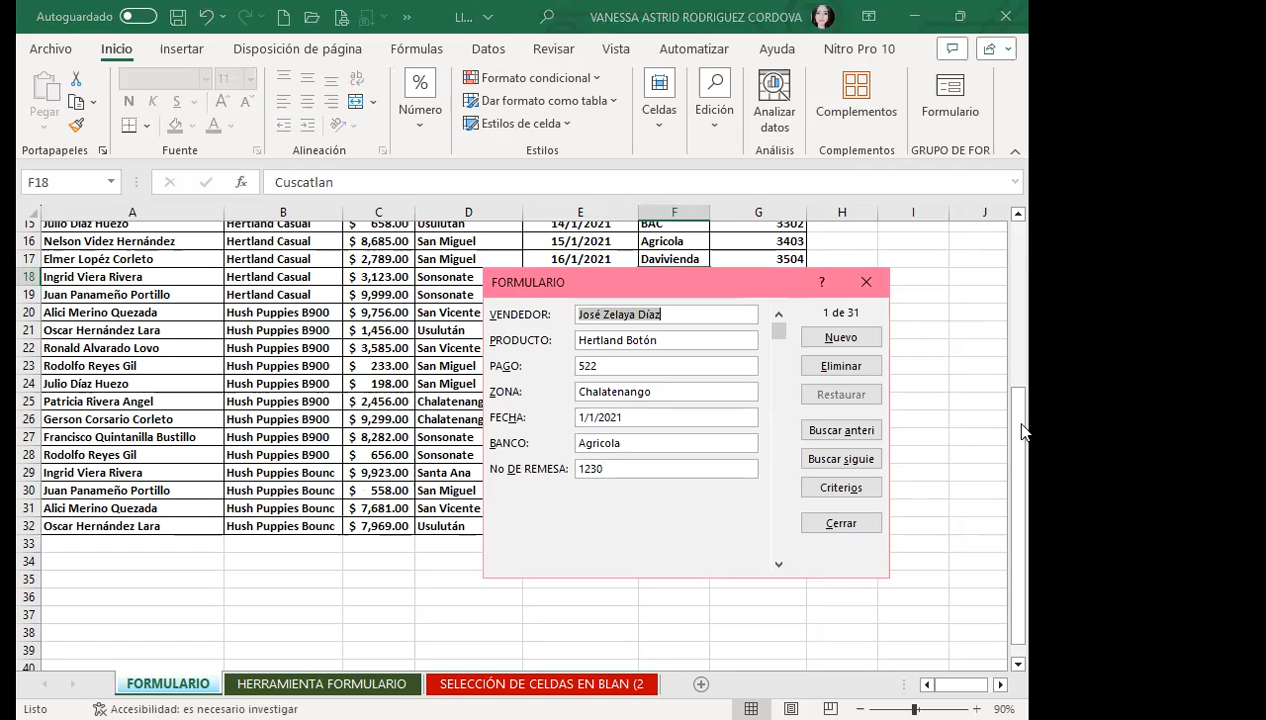 Autoguardado LI... VANESSA ASTRID RODRIGUEZ CORDOVA
Archivo Inicio Insertar Disposición de página Fórmulas Datos Revisar Vista Automatizar Ayuda Nitro Pro 10
Pegar 11 ab % Número Formato condicional Celdas Edición Analizar datos Complementos Formulario
N K S A A Dar formato como tabla
A Estilos de celda
Portapapeles Fuente Alineación Estilos Análisis Complementos GRUPO DE FOR
F18 fx Cuscatlan
A B C D E F G H I J
15 Julio Díaz Huezo Hertland Casual $ 658.00 Usulután 14/1/2021 BAC 3302
16 Nelson Videz Hernández Hertland Casual $ 8,685.00 San Miguel 15/1/2021 Agricola 3403
17 Elmer Lopéz Corleto Hertland Casual $ 2,789.00 San Miguel 16/1/2021 Davivienda 3504
18 Ingrid Viera Rivera Hertland Casual $ 3,123.00 Sonsonate
19 Juan Panameño Portillo Hertland Casual $ 9,999.00 Sonsonate
20 Alici Merino Quezada Hush Puppies B900 $ 9,756.00 San Vicente
21 Oscar Hernández Lara Hush Puppies B900 $ 1,456.00 Usulután
22 Ronald Alvarado Lovo Hush Puppies B900 $ 3,585.00 San Vicente
23 Rodolfo Reyes Gil Hush Puppies B900 $ 233.00 San Miguel
24 Julio Díaz Huezo Hush Puppies B900 $ 198.00 San Miguel
25 Patricia Rivera Angel Hush Puppies B900 $ 2,456.00 Chalatenang
26 Gerson Corsario Corleto Hush Puppies B900 $ 9,299.00 Chalatenang
27 Francisco Quintanilla Bustillo Hush Puppies B900 $ 8,282.00 Sonsonate
28 Rodolfo Reyes Gil Hush Puppies B900 $ 656.00 Sonsonate
29 Ingrid Viera Rivera Hush Puppies Bounc $ 9,923.00 Santa Ana
30 Juan Panameño Portillo Hush Puppies Bounc $ 558.00 San Miguel
31 Alici Merino Quezada Hush Puppies Bounc $ 7,681.00 San Vicente
32 Oscar Hernández Lara Hush Puppies Bounc $ 7,969.00 Usulután
33
34
35
36
37
38
39
40
FORMULARIO ?
VENDEDOR: José Zelaya Díaz 1 de 31
PRODUCTO: Hertland Botón Nuevo
PAGO: 522 Eliminar
ZONA: Chalatenango Restaurar
FECHA: 1/1/2021
BANCO: Agricola Buscar anteri
No DE REMESA: 1230 Buscar siguie
Criterios
Cerrar
FORMULARIO HERRAMIENTA FORMULARIO SELECCIÓN DE CELDAS EN BLAN (2
Listo Accesibilidad: es necesario investigar 90%